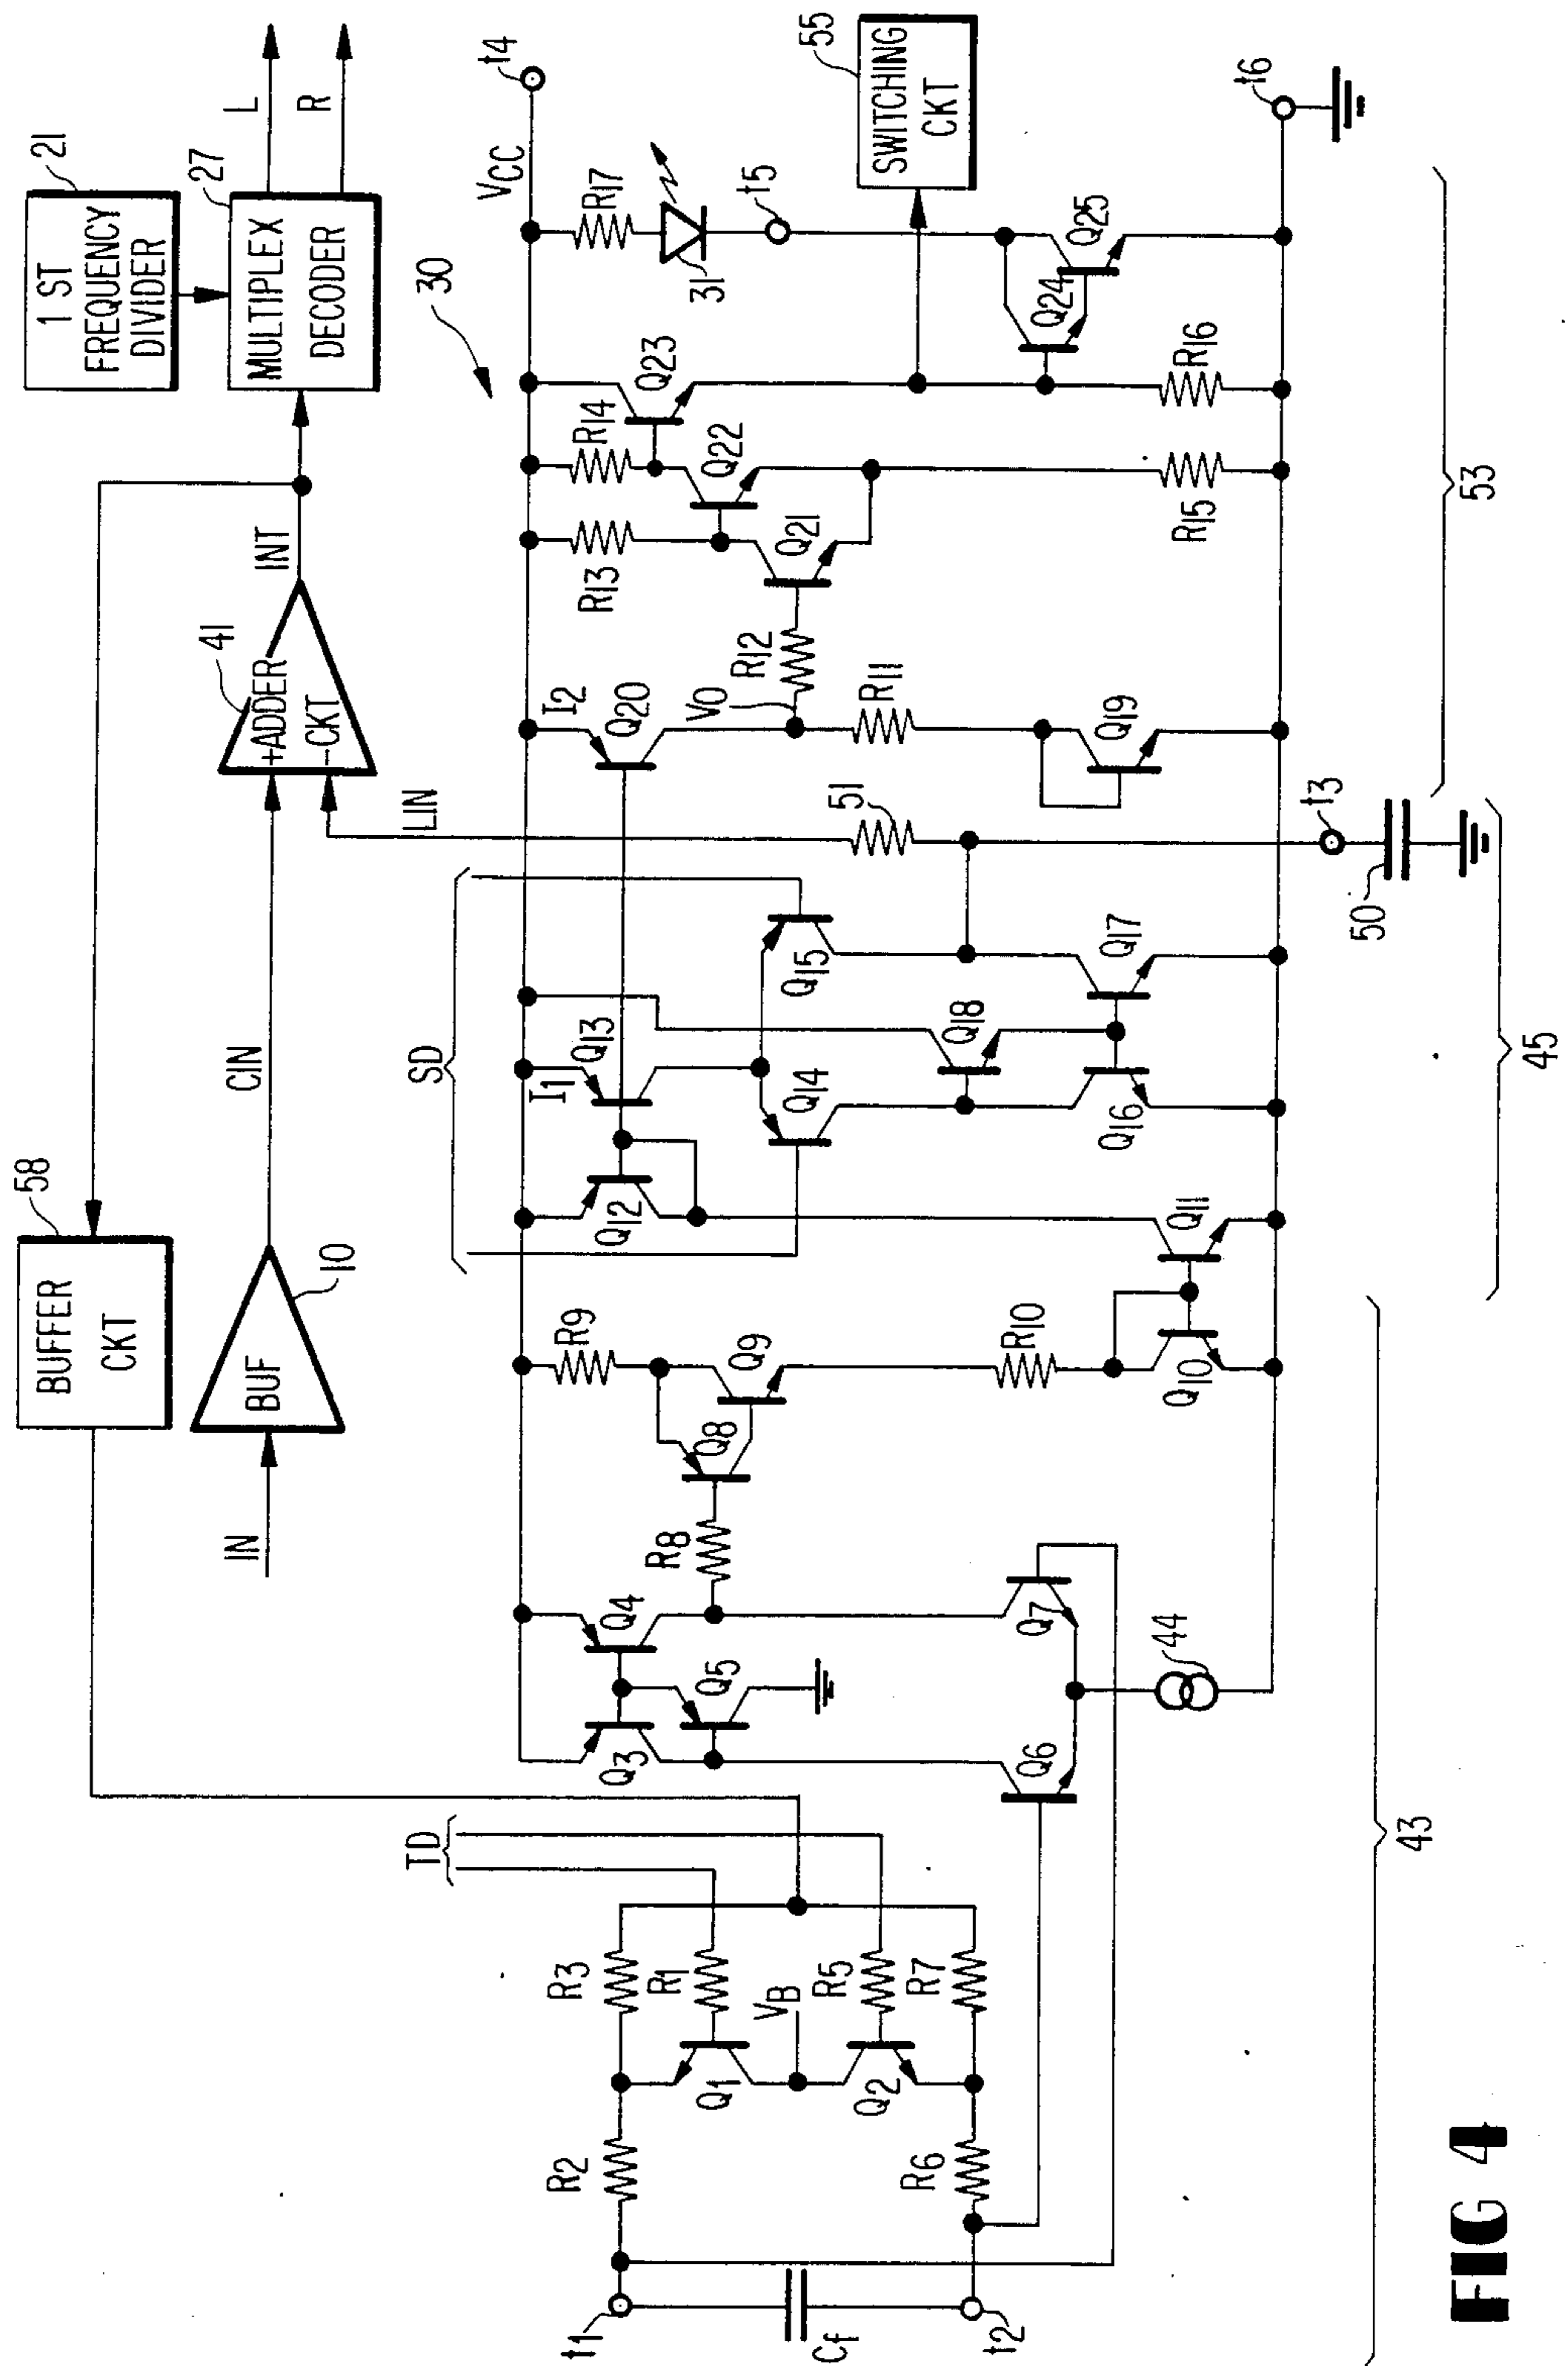 BUFFER
CKT
58
IN
BUF
10
CIN
LIN
+ADDER
-CKT
41
INT
1 ST
FREQUENCY
DIVIDER
21
MULTIPLEX
DECODER
27
L
R
30
TD
SD
VCC
t4
t1
t2
Cf
R2
R3
R1
Q1
VB
Q2
R5
R6
R7
Q3
Q4
Q5
Q6
Q7
44
R8
Q8
Q9
R9
R10
Q10
Q11
Q12
Q13
I1
Q14
Q15
Q16
Q17
Q18
51
50
t3
I2
Q20
VO
R11
Q19
R12
R13
Q21
Q22
R14
R15
Q23
R16
Q24
Q25
R17
31
t5
SWITCHING
CKT
55
t6
43
45
53
FIG 4